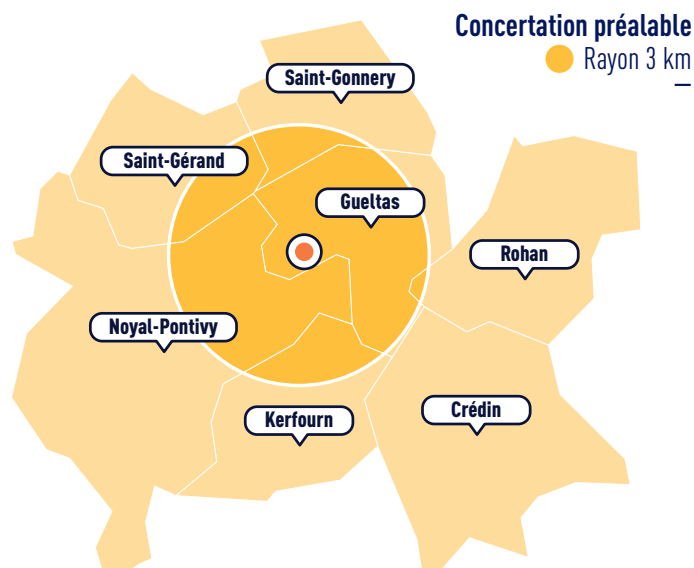 Concertation préalable
Rayon 3 km
Saint-Gonnery
Saint-Gérand
Gueltas
Rohan
Noyal-Pontivy
Crédin
Kerfourn